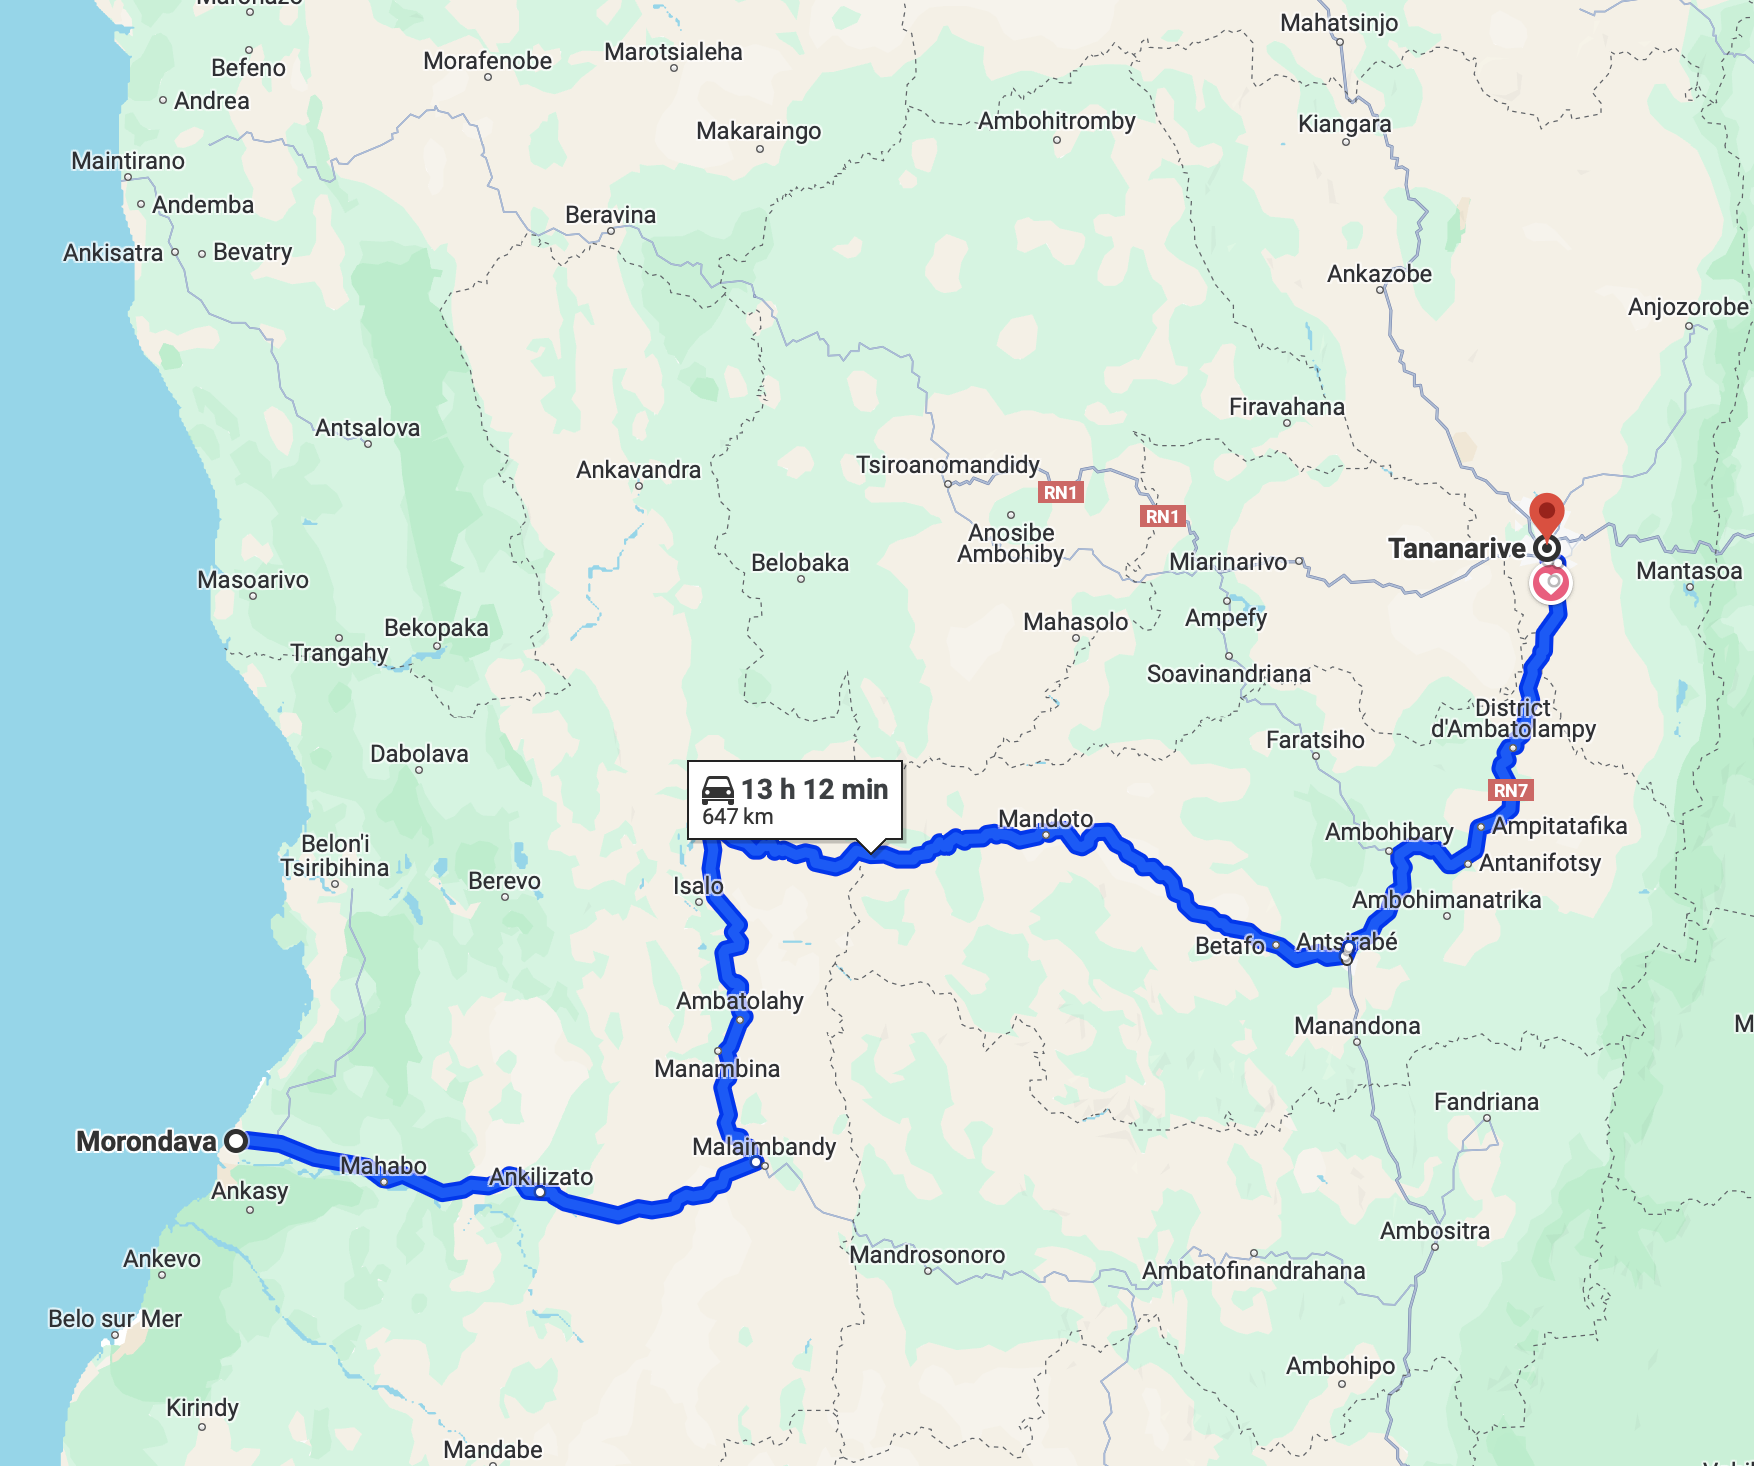 Mahatsinjo
Marotsialeha
Morafenobe
Befeno
Andrea
Ambohitromby
Kiangara
Makaraingo
Maintirano
Andemba
Beravina
Ankisatra
Bevatry
Ankazobe
Anjozorobe
Firavahana
Antsalova
Tsiroanomandidy
Ankavandra
RN1
RN1
Anosibe
Ambohiby
Tananarive
Belobaka
Miarinarivo
Mantasoa
Masoarivo
Ampefy
Mahasolo
Bekopaka
Trangahy
Soavinandriana
District
d'Ambatolampy
Faratsiho
Dabolava
13 h 12 min
647 km
RN7
Mandoto
Ampitatafika
Ambohibary
Belon'i
Tsiribihina
Antanifotsy
Berevo
Isalo
Ambohimanatrika
Betafo
Antsirabé
Ambatolahy
Manandona
Manambina
Fandriana
Morondava
Malaimbandy
Mahabo
Ankilizato
Ankasy
Ambositra
Mandrosonoro
Ankevo
Ambatofinandrahana
Belo sur Mer
Ambohipo
Kirindy
Mandabe